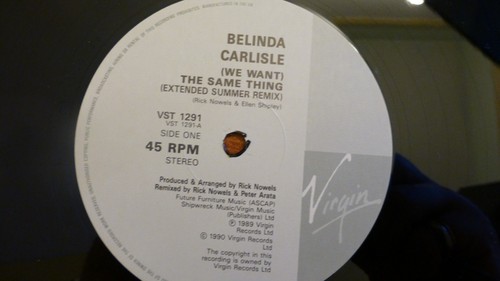 BELINDA
CARLISLE
(WE WANT)
THE SAME THING
(EXTENDED SUMMER REMIX)
(Rick Nowels & Ellen Shipley)
VST 1291
VST 1291-A
SIDE ONE
45 RPM
STEREO
Produced & Arranged by Rick Nowels
Remixed by Rick Nowels & Peter Arata
Future Furniture Music (ASCAP)
Shipwreck Music/Virgin Music
(Publishers) Ltd
Ⓟ 1989 Virgin
Records Ltd
© 1990 Virgin Records
Ltd
The copyright in this
recording is owned by
Virgin Records Ltd
Virgin